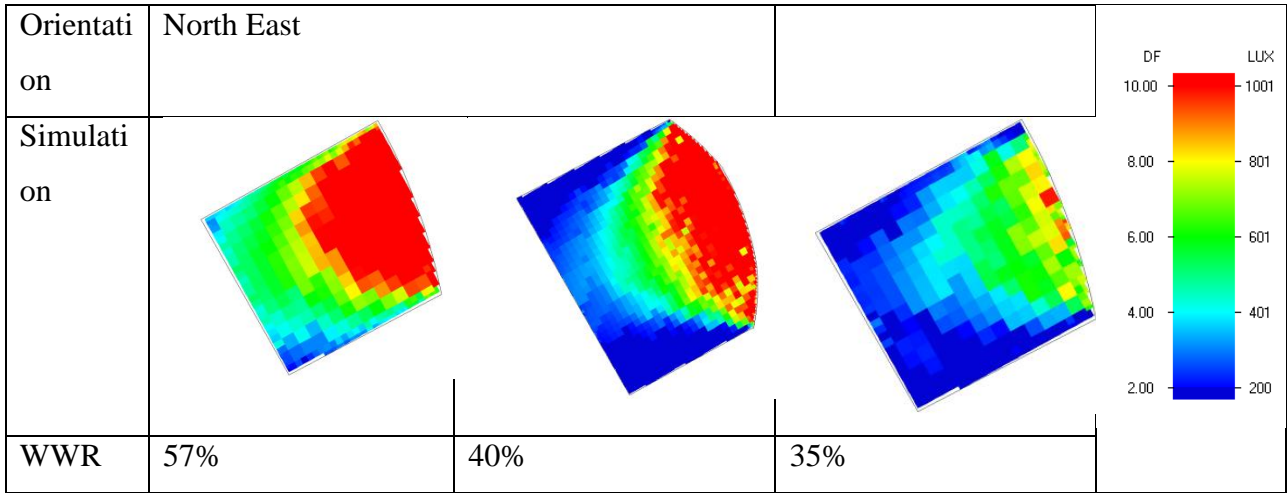 Orientati
on
North East
DF LUX
10.00 1001
Simulati
on
8.00 801
6.00 601
4.00 401
2.00 200
WWR 57% 40% 35%